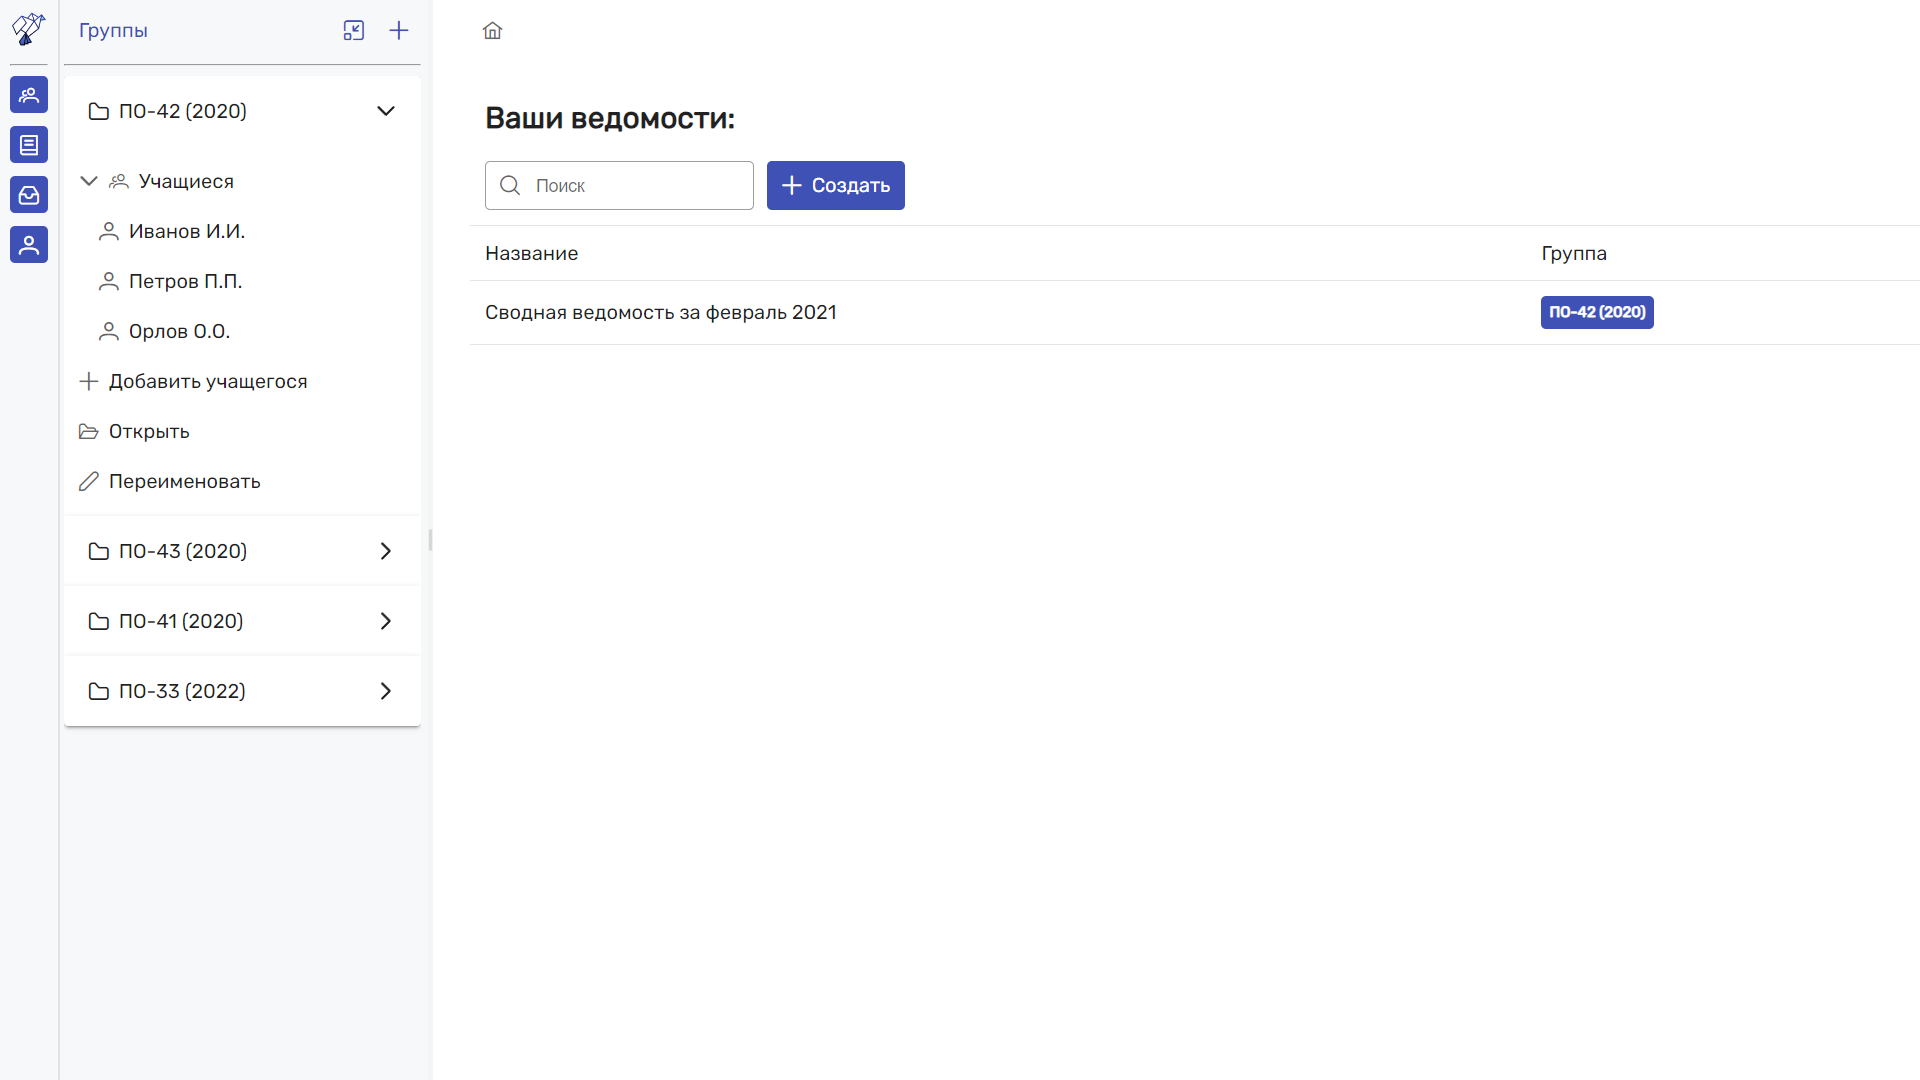 Группы
ПО-42 (2020)
Учащиеся
Иванов И.И.
Петров П.П.
Орлов О.О.
Добавить учащегося
Открыть
Переименовать
ПО-43 (2020)
ПО-41 (2020)
ПО-33 (2022)
Ваши ведомости:
Поиск
Создать
Название Группа
Сводная ведомость за февраль 2021 ПО-42 (2020)